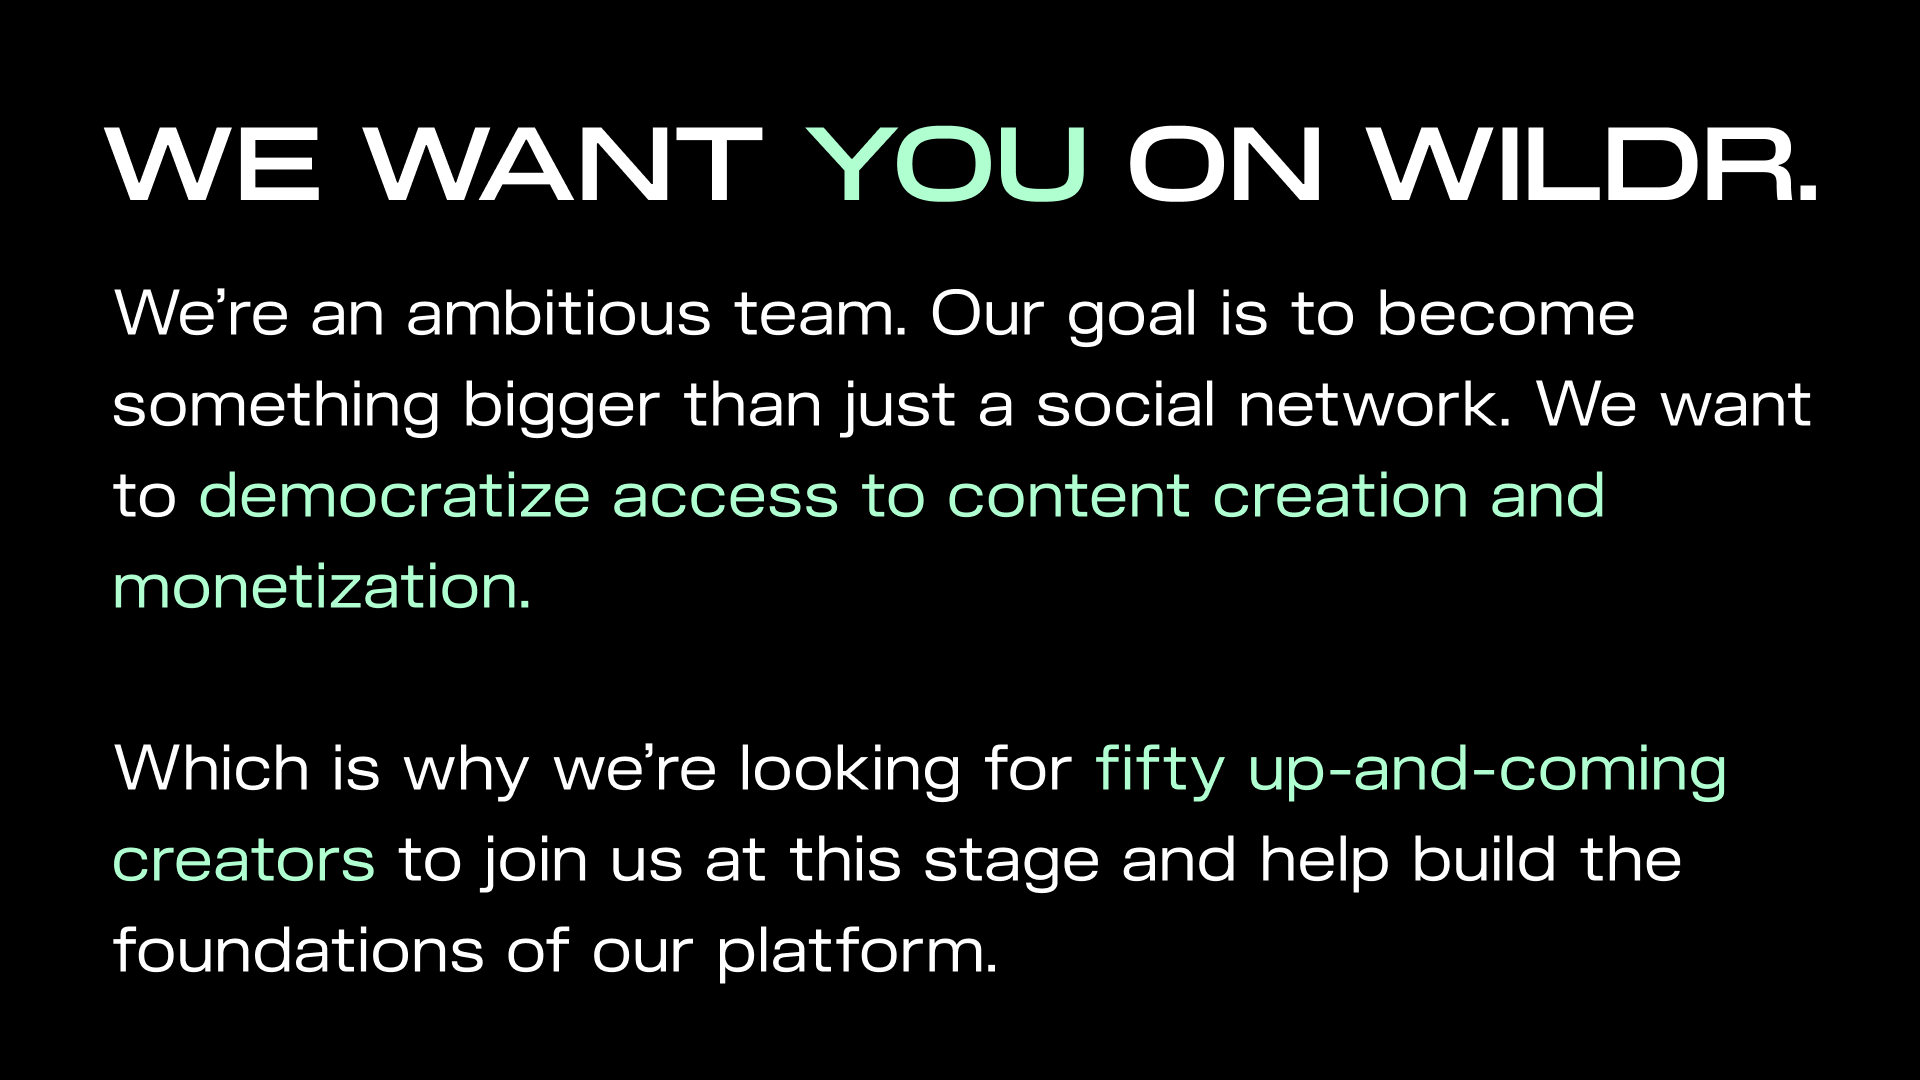 WE WANT YOU ON WILDR.
We’re an ambitious team. Our goal is to become
something bigger than just a social network. We want
to democratize access to content creation and
monetization.
Which is why we’re looking for fifty up-and-coming
creators to join us at this stage and help build the
foundations of our platform.